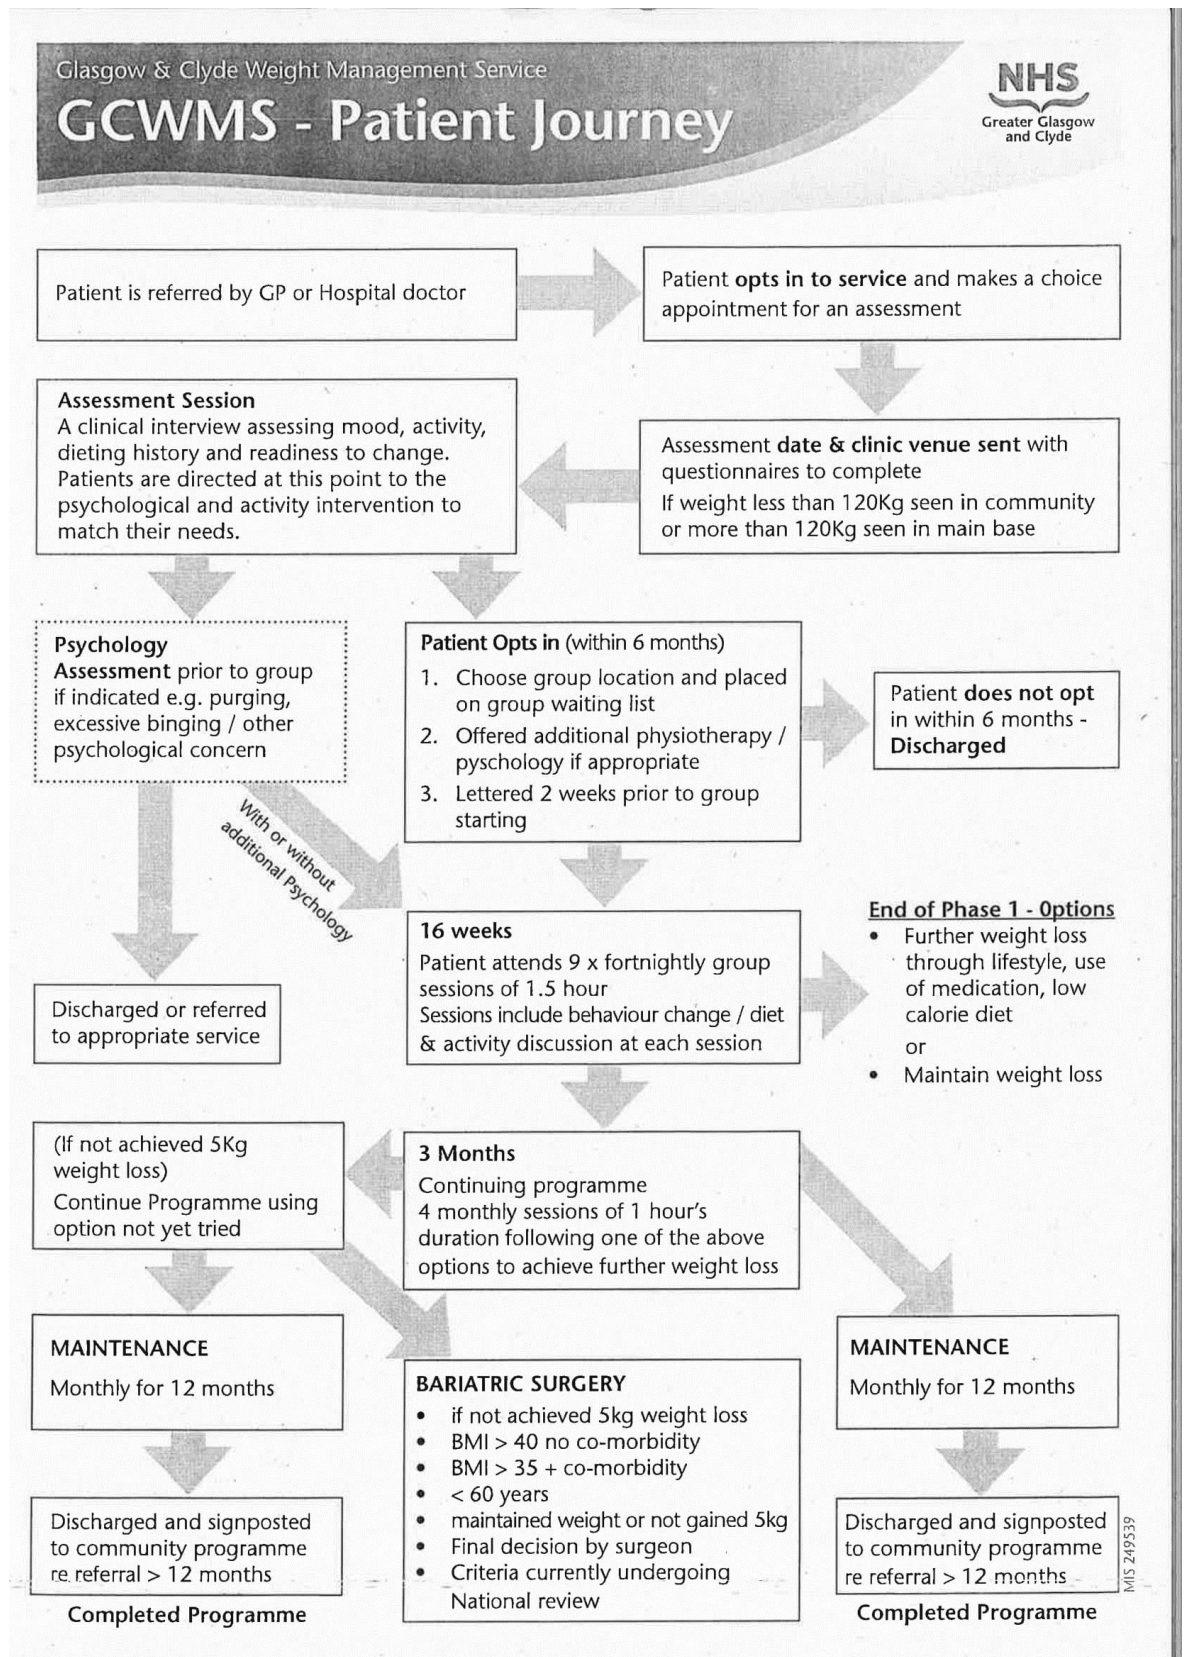 Glasgow & Clyde Weight Management Service
GCWMS - Patient Journey
NHS
Greater Glasgow
and Clyde
Patient is referred by GP or Hospital doctor
Patient opts in to service and makes a choice
appointment for an assessment
Assessment Session
A clinical interview assessing mood, activity,
dieting history and readiness to change.
Patients are directed at this point to the
psychological and activity intervention to
match their needs.
Assessment date & clinic venue sent with
questionnaires to complete
If weight less than 120Kg seen in community
or more than 120Kg seen in main base
Psychology
Assessment prior to group
if indicated e.g. purging,
excessive binging / other
psychological concern
Patient Opts in (within 6 months)
1. Choose group location and placed
on group waiting list
2. Offered additional physiotherapy /
pyschology if appropriate
3. Lettered 2 weeks prior to group
starting
Patient does not opt
in within 6 months -
Discharged
With or without
additional Psychology
Discharged or referred
to appropriate service
16 weeks
Patient attends 9 x fortnightly group
sessions of 1.5 hour
Sessions include behaviour change / diet
& activity discussion at each session
End of Phase 1 - Options
• Further weight loss
through lifestyle, use
of medication, low
calorie diet
or
• Maintain weight loss
(If not achieved 5Kg
weight loss)
Continue Programme using
option not yet tried
3 Months
Continuing programme
4 monthly sessions of 1 hour's
duration following one of the above
options to achieve further weight loss
MAINTENANCE
Monthly for 12 months
BARIATRIC SURGERY
• if not achieved 5kg weight loss
• BMI > 40 no co-morbidity
• BMI > 35 + co-morbidity
• < 60 years
• maintained weight or not gained 5kg
• Final decision by surgeon
• Criteria currently undergoing
National review
MAINTENANCE
Monthly for 12 months
Discharged and signposted
to community programme
re referral > 12 months
Completed Programme
Discharged and signposted
to community programme
re referral > 12 months
Completed Programme
MIS 249539